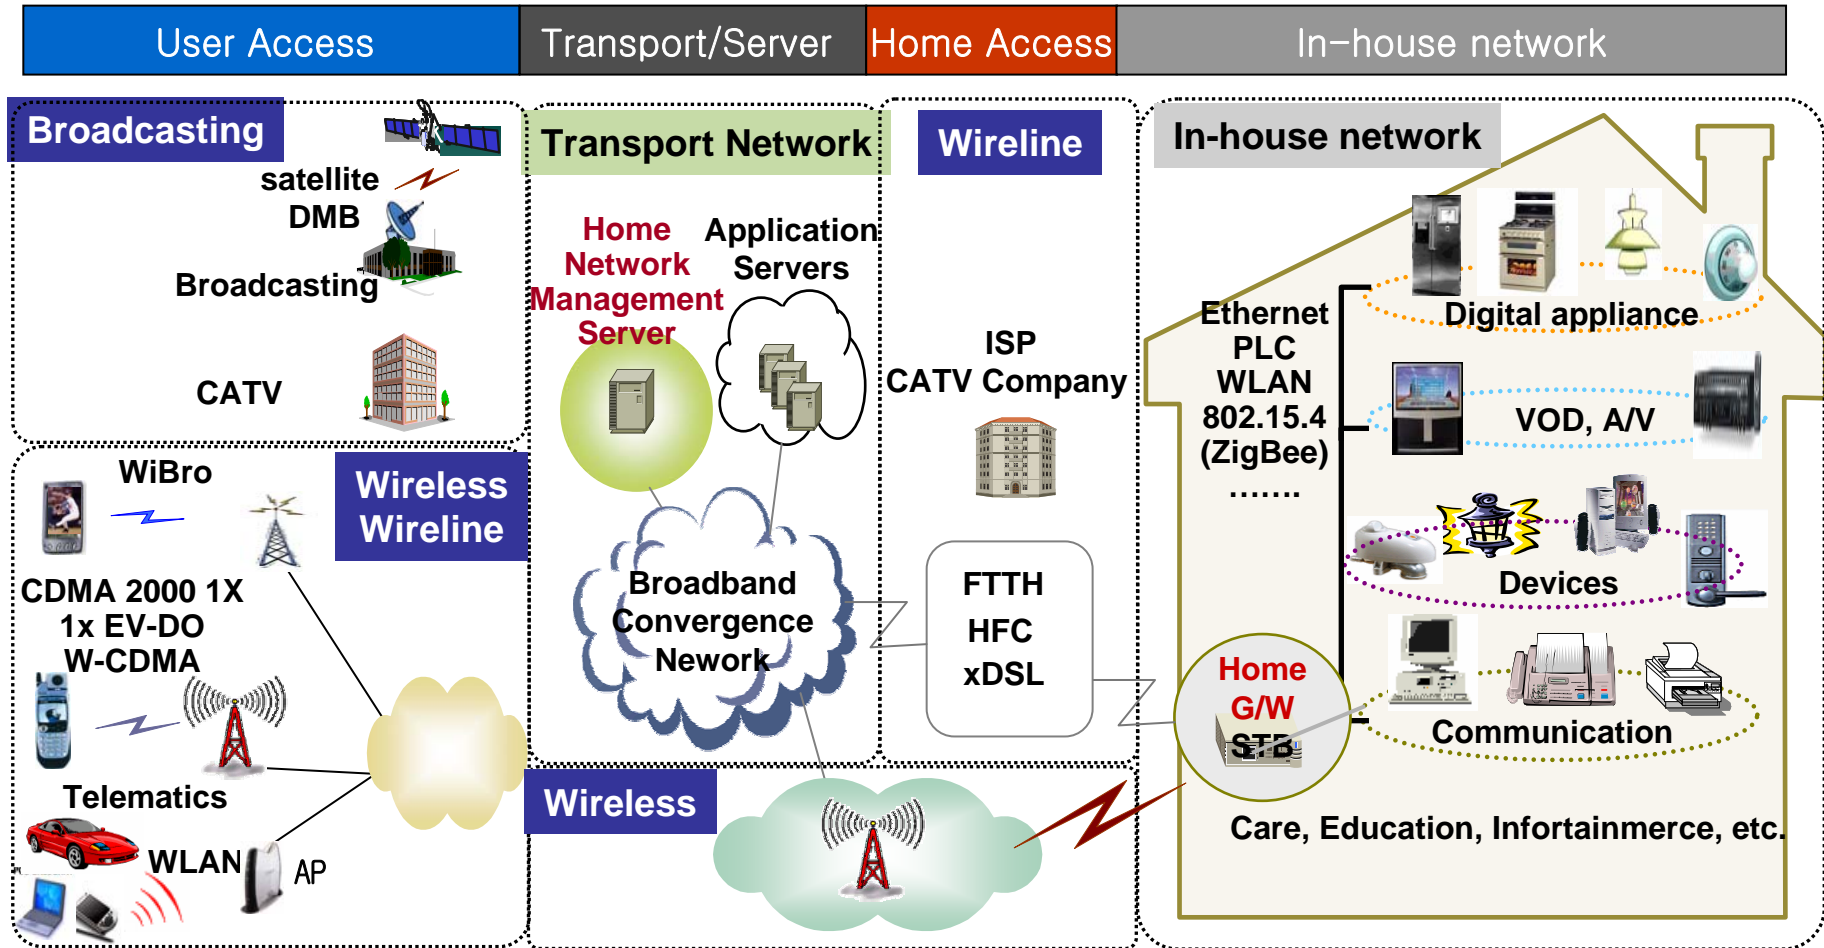 User Access
Transport/Server
Home Access
In-house network
Broadcasting
satellite
DMB
Broadcasting
CATV
Wireless
Wireline
WiBro
CDMA 2000 1X
1x EV-DO
W-CDMA
Telematics
WLAN
AP
Transport Network
Home
Network
Management
Server
Application
Servers
Broadband
Convergence
Nework
Wireless
Wireline
ISP
CATV Company
FTTH
HFC
xDSL
In-house network
Ethernet
PLC
WLAN
802.15.4
(ZigBee)
…….
Digital appliance
VOD, A/V
Devices
Communication
Home
G/W
STB
Care, Education, Infortainmerce, etc.